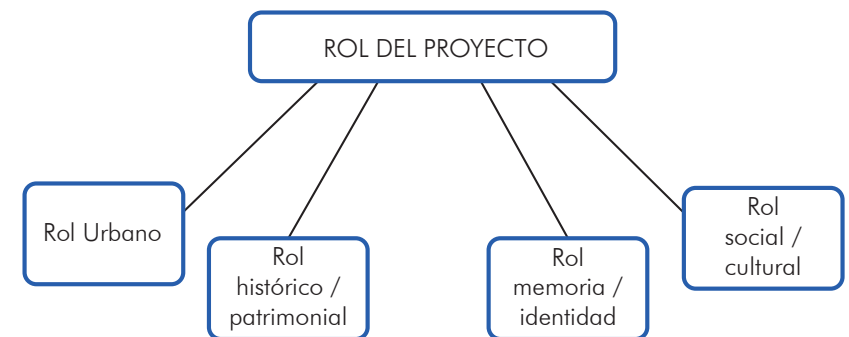 ROL DEL PROYECTO
Rol Urbano
Rol
histórico /
patrimonial
Rol
memoria /
identidad
Rol
social /
cultural